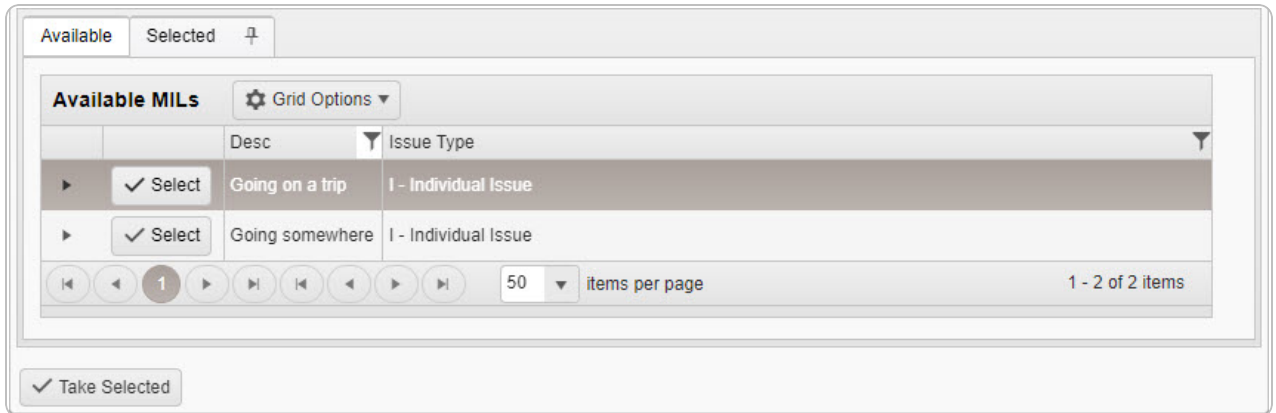 Available Selected
Available MILs Grid Options
Desc Issue Type
Select Going on a trip I - Individual Issue
Select Going somewhere I - Individual Issue
1 50 items per page 1 - 2 of 2 items
Take Selected